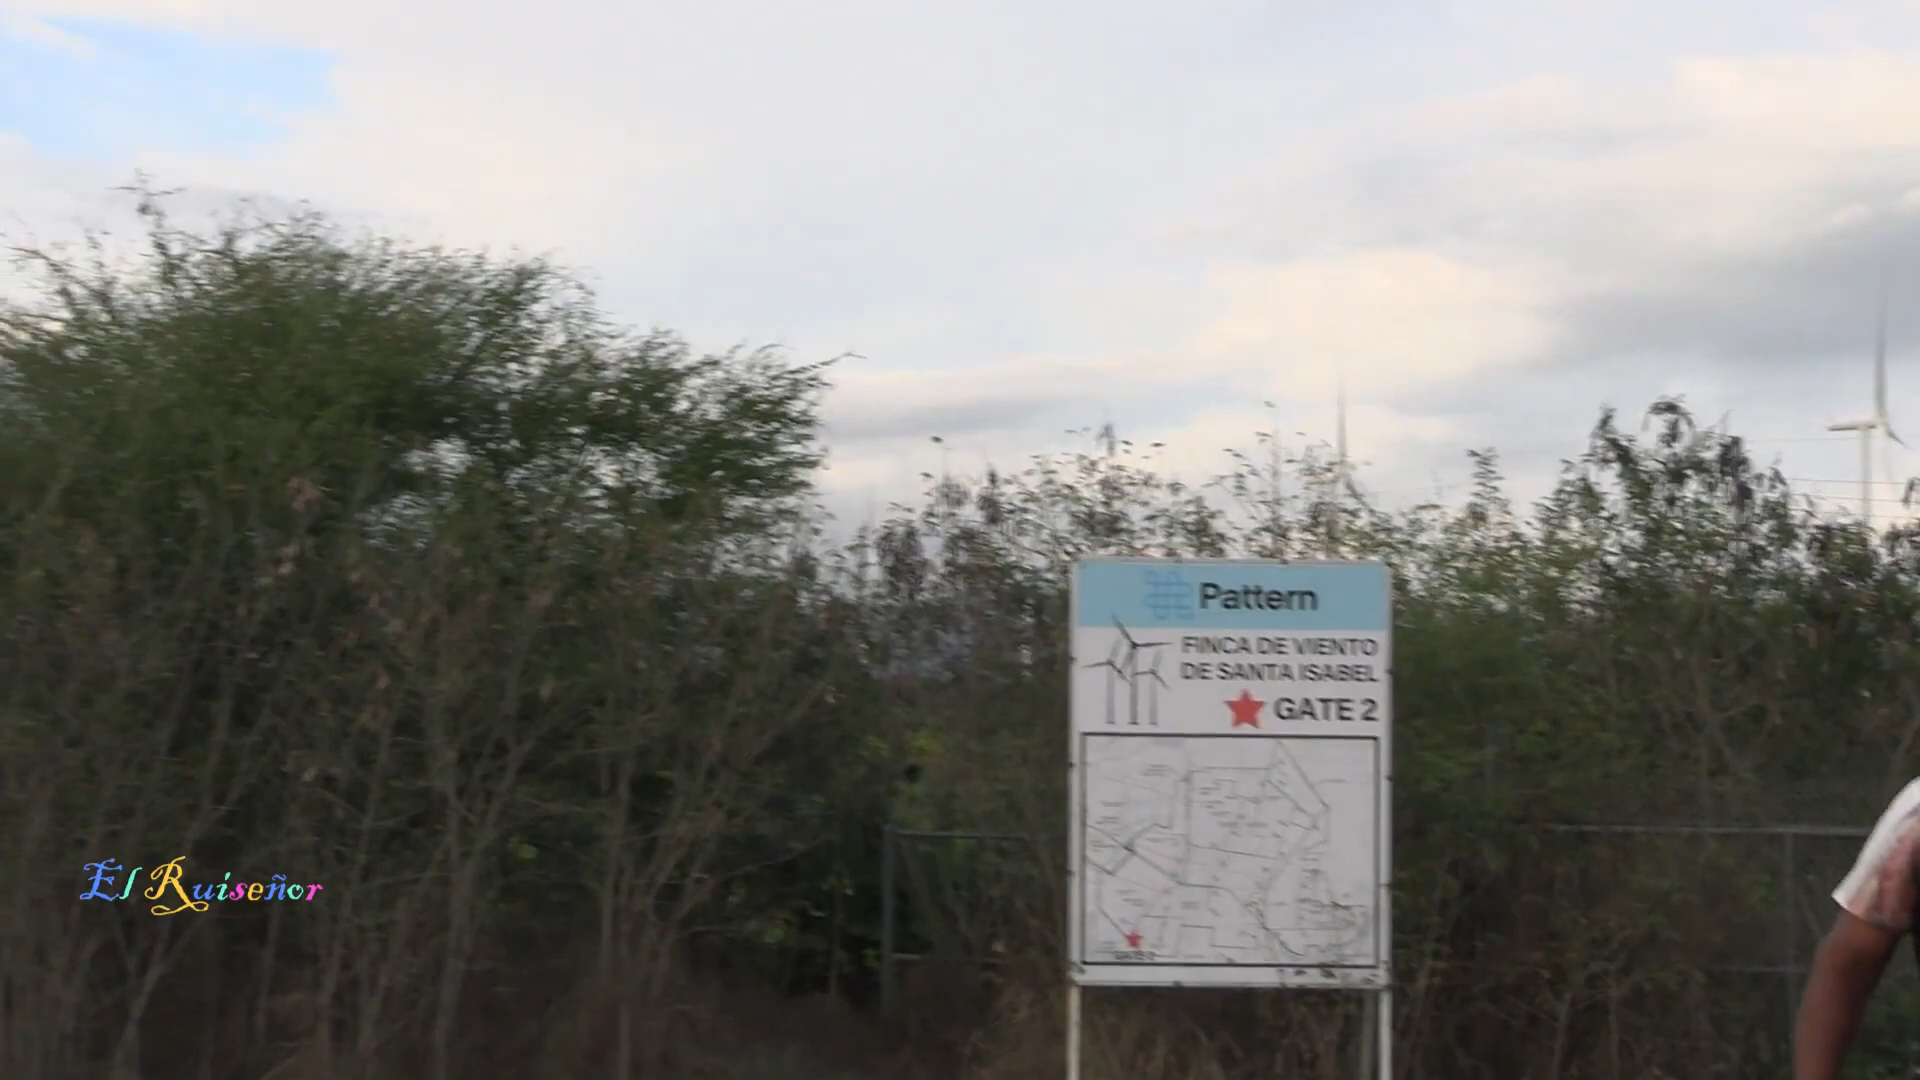 Pattern
FINCA DE VIENTO
DE SANTA ISABEL
GATE 2
El Ruiseñor